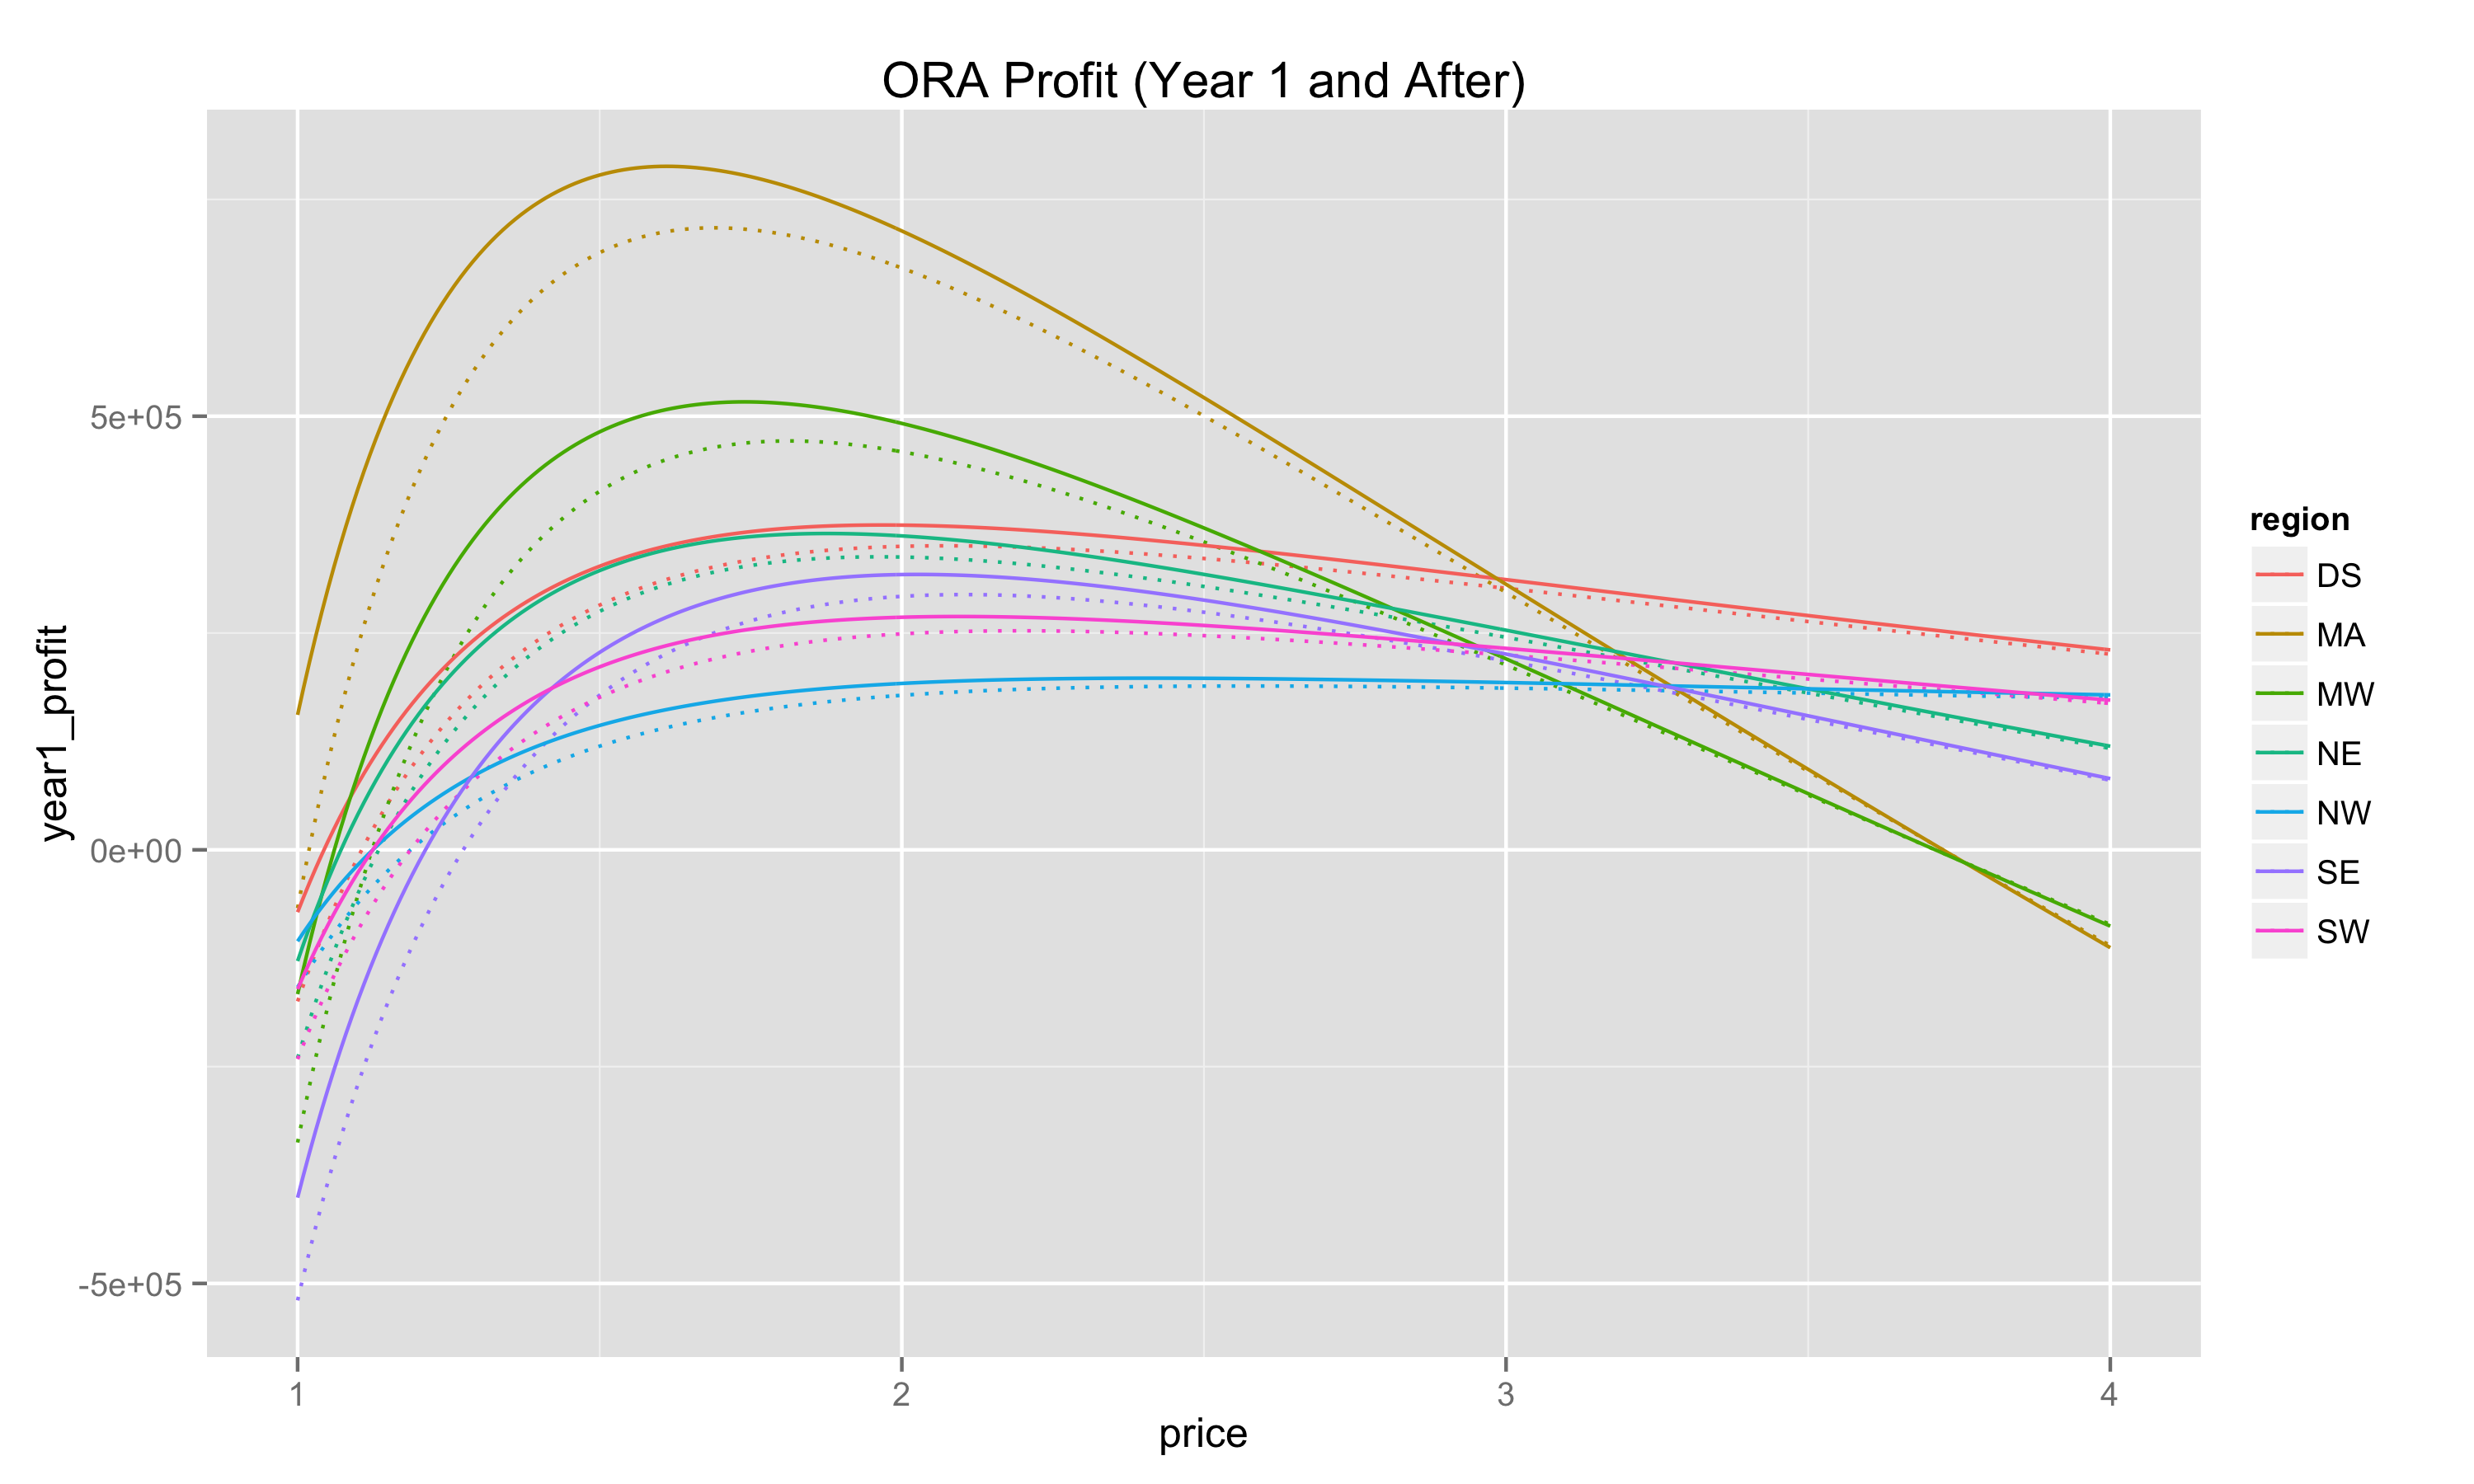 ORA Profit (Year 1 and After)
year1_profit
5e+05
0e+00
-5e+05
1
2
3
4
price
region
DS
MA
MW
NE
NW
SE
SW